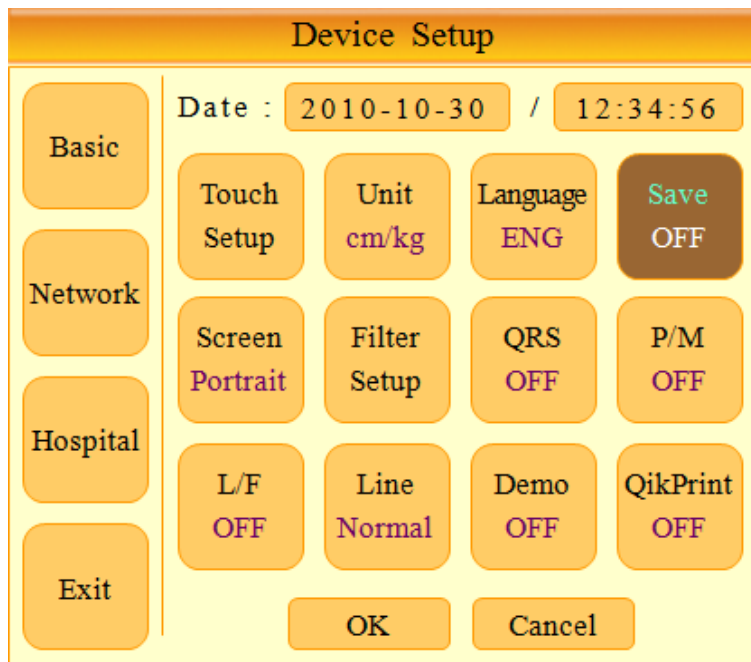 Device Setup
Date : 2010-10-30 / 12:34:56
Basic
Network
Hospital
Exit
Touch
Setup
Unit
cm/kg
Language
ENG
Save
OFF
Screen
Portrait
Filter
Setup
QRS
OFF
P/M
OFF
L/F
OFF
Line
Normal
Demo
OFF
QikPrint
OFF
OK
Cancel